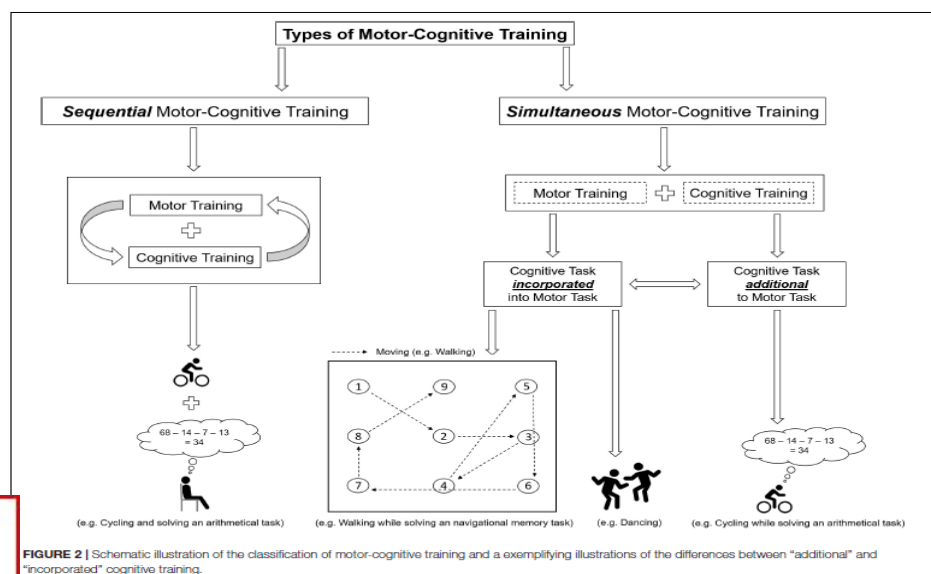 Types of Motor-Cognitive Training
Sequential Motor-Cognitive Training
Simultaneous Motor-Cognitive Training
Motor Training
Cognitive Training
Motor Training
Cognitive Training
Cognitive Task
incorporated
into Motor Task
Cognitive Task
additional
to Motor Task
Moving (e.g. Walking)
1
9
5
8
2
3
7
4
6
68 – 14 – 7 – 13
= 34
68 – 14 – 7 – 13
= 34
(e.g. Cycling and solving an arithmetical task)
(e.g. Walking while solving an navigational memory task)
(e.g. Dancing)
(e.g. Cycling while solving an arithmetical task)
FIGURE 2 | Schematic illustration of the classification of motor-cognitive training and a exemplifying illustrations of the differences between “additional” and
“incorporated” cognitive training.